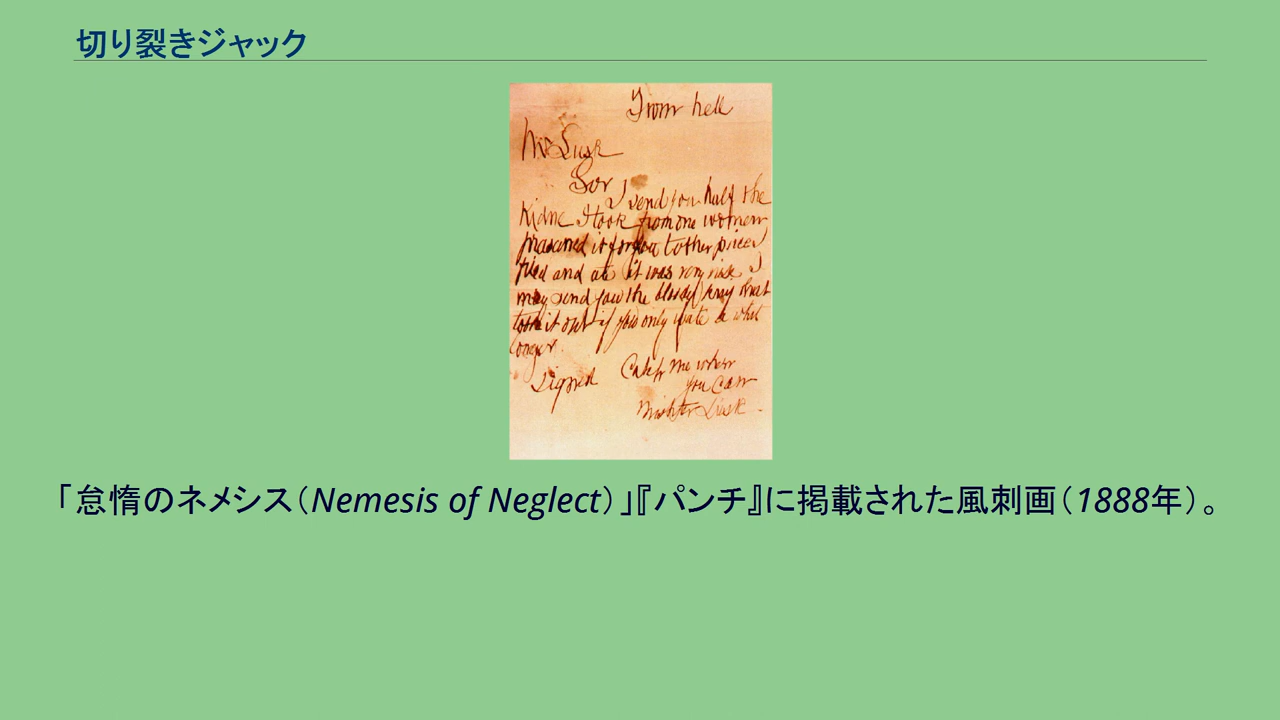 切り裂きジャック
From hell
Mr Lusk
Sor
I send you half the
Kidne I took from one women
prasarved it for you tother piece
fried and ate it was very nise I
may send you the bloody knif that
took it out if you only wate a whil
longer.
signed
Catch me when
you Can
Mishter Lusk.
「怠惰のネメシス(Nemesis of Neglect)」『パンチ』に掲載された風刺画(1888年)。